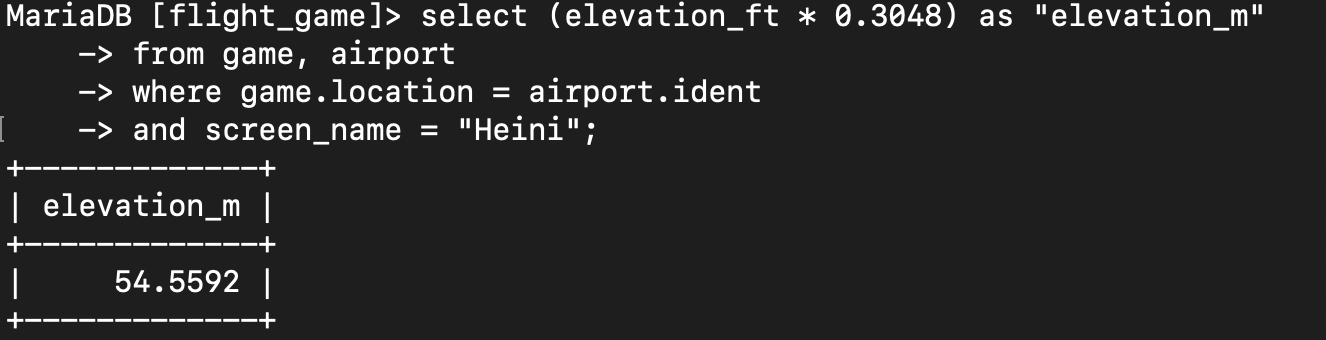 MariaDB [flight_game]> select (elevation_ft * 0.3048) as "elevation_m"
    -> from game, airport
    -> where game.location = airport.ident
    -> and screen_name = "Heini";
+-------------+
| elevation_m |
+-------------+
|     54.5592 |
+-------------+